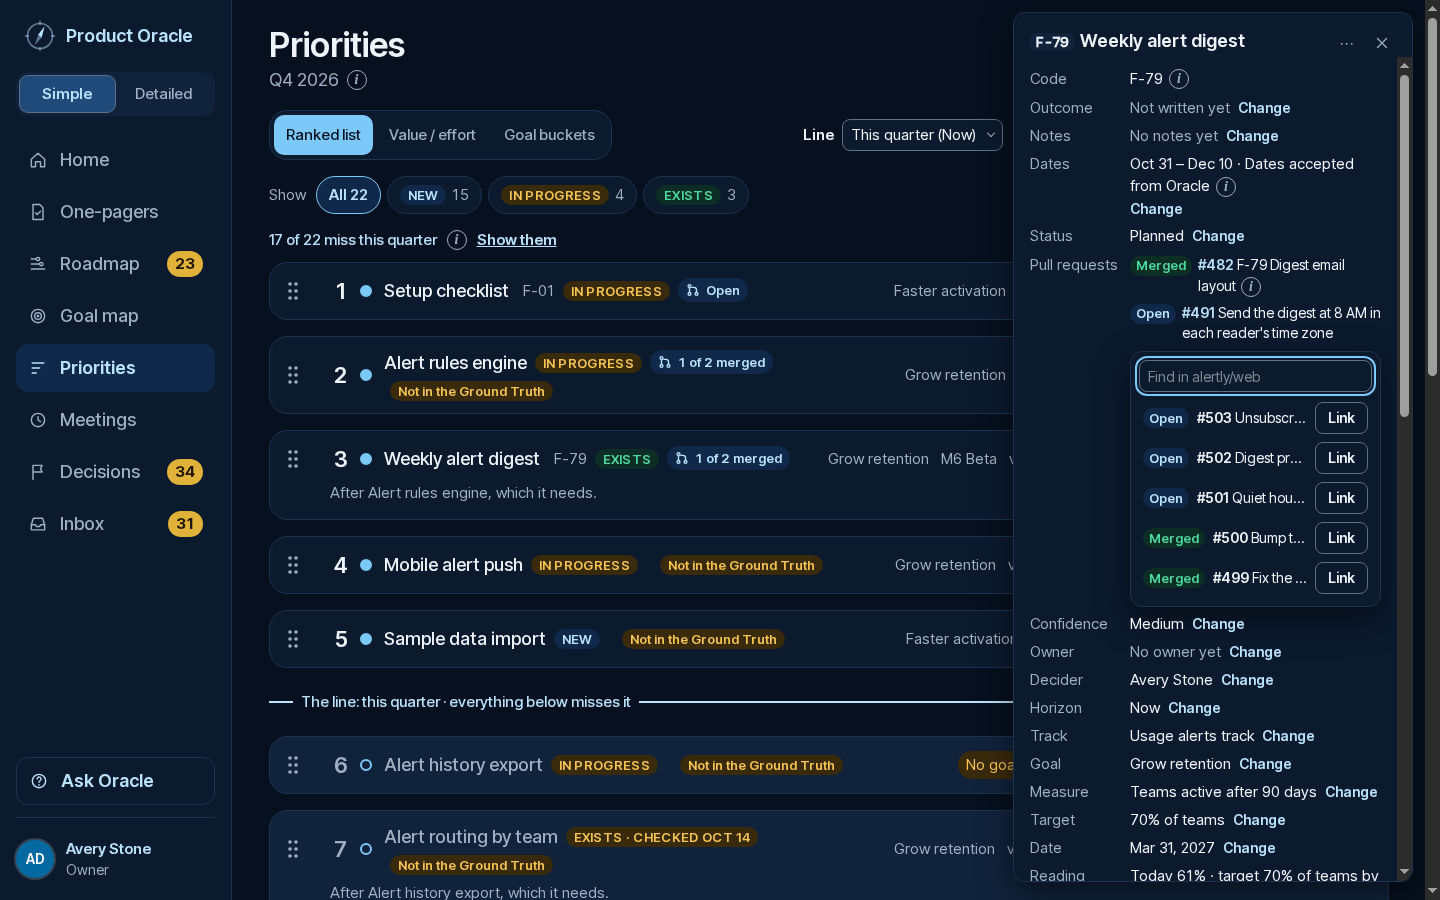 Product Oracle
Simple
Detailed
Home
One-pagers
Roadmap 23
Goal map
Priorities
Meetings
Decisions 34
Inbox 31
Ask Oracle
AD
Avery Stone
Owner
Priorities
Q4 2026 i
Ranked list
Value / effort
Goal buckets
Line This quarter (Now)
Show All 22 NEW 15 IN PROGRESS 4 EXISTS 3
17 of 22 miss this quarter i Show them
1 Setup checklist F-01 IN PROGRESS Open Faster activation
2 Alert rules engine IN PROGRESS 1 of 2 merged Grow retention
Not in the Ground Truth
3 Weekly alert digest F-79 EXISTS 1 of 2 merged Grow retention M6 Beta
After Alert rules engine, which it needs.
4 Mobile alert push IN PROGRESS Not in the Ground Truth Grow retention
5 Sample data import NEW Not in the Ground Truth Faster activation
The line: this quarter · everything below misses it
6 Alert history export IN PROGRESS Not in the Ground Truth No goa
7 Alert routing by team EXISTS · CHECKED OCT 14 Grow retention
Not in the Ground Truth
After Alert history export, which it needs.
F-79 Weekly alert digest ... ×
Code F-79 i
Outcome Not written yet Change
Notes No notes yet Change
Dates Oct 31 – Dec 10 · Dates accepted
from Oracle i
Change
Status Planned Change
Pull requests Merged #482 F-79 Digest email
layout i
Open #491 Send the digest at 8 AM in
each reader's time zone
Find in alertly/web
Open #503 Unsubscr... Link
Open #502 Digest pr... Link
Open #501 Quiet hou... Link
Merged #500 Bump t... Link
Merged #499 Fix the ... Link
Confidence Medium Change
Owner No owner yet Change
Decider Avery Stone Change
Horizon Now Change
Track Usage alerts track Change
Goal Grow retention Change
Measure Teams active after 90 days Change
Target 70% of teams Change
Date Mar 31, 2027 Change
Reading Today 61% · target 70% of teams by